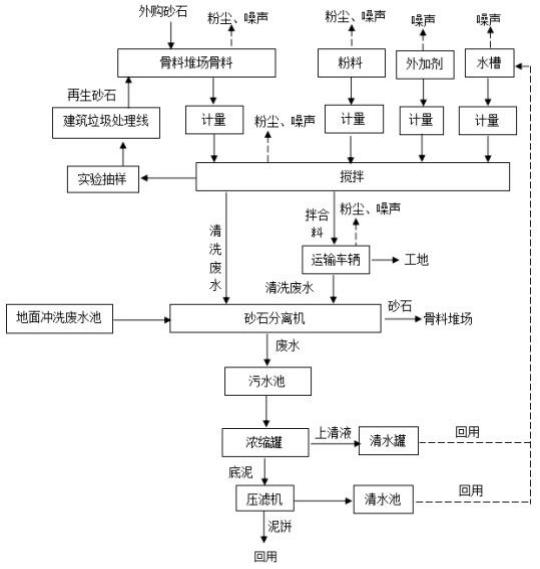 外购砂石
粉尘、噪声
粉尘、噪声
噪声
噪声
骨料堆场骨料
粉料
外加剂
水槽
再生砂石
建筑垃圾处理线
计量
粉尘、噪声
计量
计量
计量
实验抽样
搅拌
清洗废水
拌合料
粉尘、噪声
运输车辆
工地
清洗废水
地面冲洗废水池
砂石分离机
砂石
骨料堆场
废水
污水池
浓缩罐
上清液
清水罐
回用
底泥
压滤机
清水池
回用
泥饼
回用